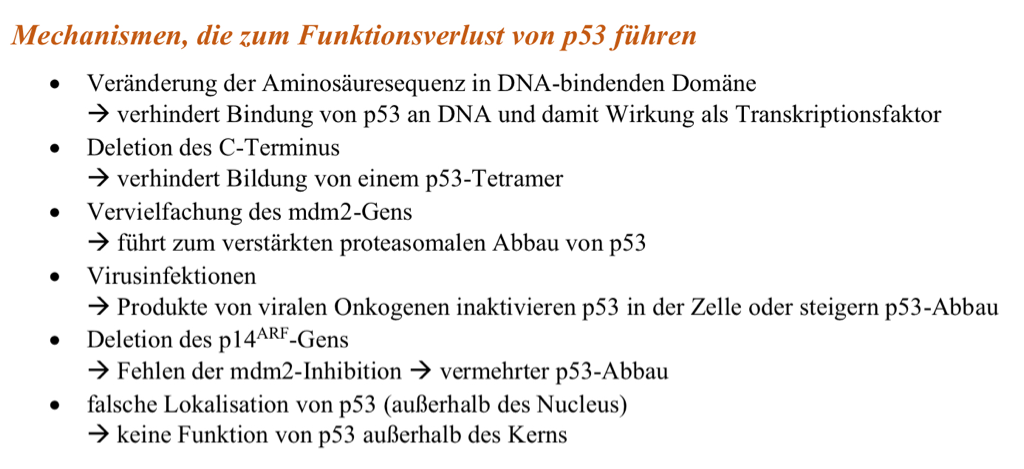 Mechanismen, die zum Funktionsverlust von p53 führen
• Veränderung der Aminosäuresequenz in DNA-bindenden Domäne
→ verhindert Bindung von p53 an DNA und damit Wirkung als Transkriptionsfaktor
• Deletion des C-Terminus
→ verhindert Bildung von einem p53-Tetramer
• Vervielfachung des mdm2-Gens
→ führt zum verstärkten proteasomalen Abbau von p53
• Virusinfektionen
→ Produkte von viralen Onkogenen inaktivieren p53 in der Zelle oder steigern p53-Abbau
• Deletion des p14ᴬᴿF-Gens
→ Fehlen der mdm2-Inhibition → vermehrter p53-Abbau
• falsche Lokalisation von p53 (außerhalb des Nucleus)
→ keine Funktion von p53 außerhalb des Kerns